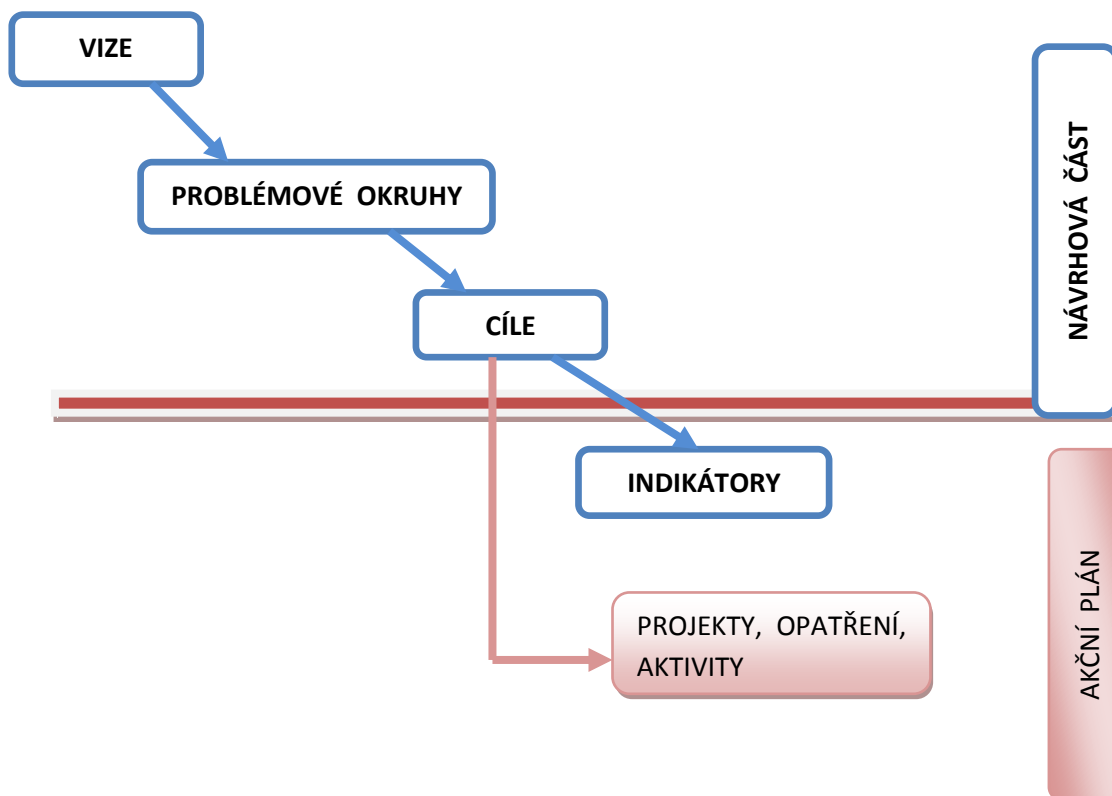 VIZE
PROBLÉMOVÉ OKRUHY
CÍLE
NÁVRHOVÁ ČÁST
INDIKÁTORY
PROJEKTY, OPATŘENÍ,
AKTIVITY
AKČNÍ PLÁN